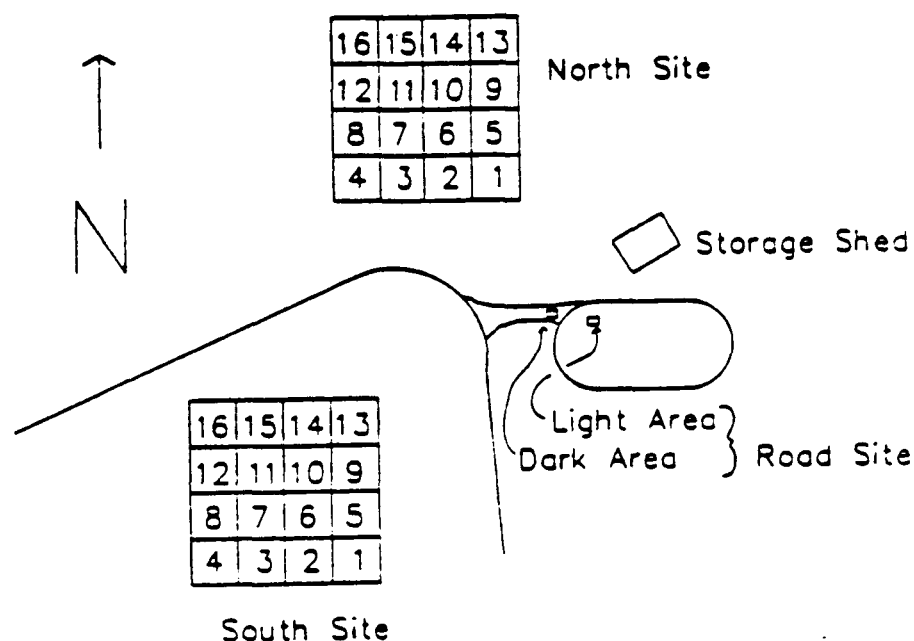 16 15 14 13
12 11 10 9
8 7 6 5
4 3 2 1
North Site
N
Storage Shed
Light Area
Dark Area
Road Site
16 15 14 13
12 11 10 9
8 7 6 5
4 3 2 1
South Site